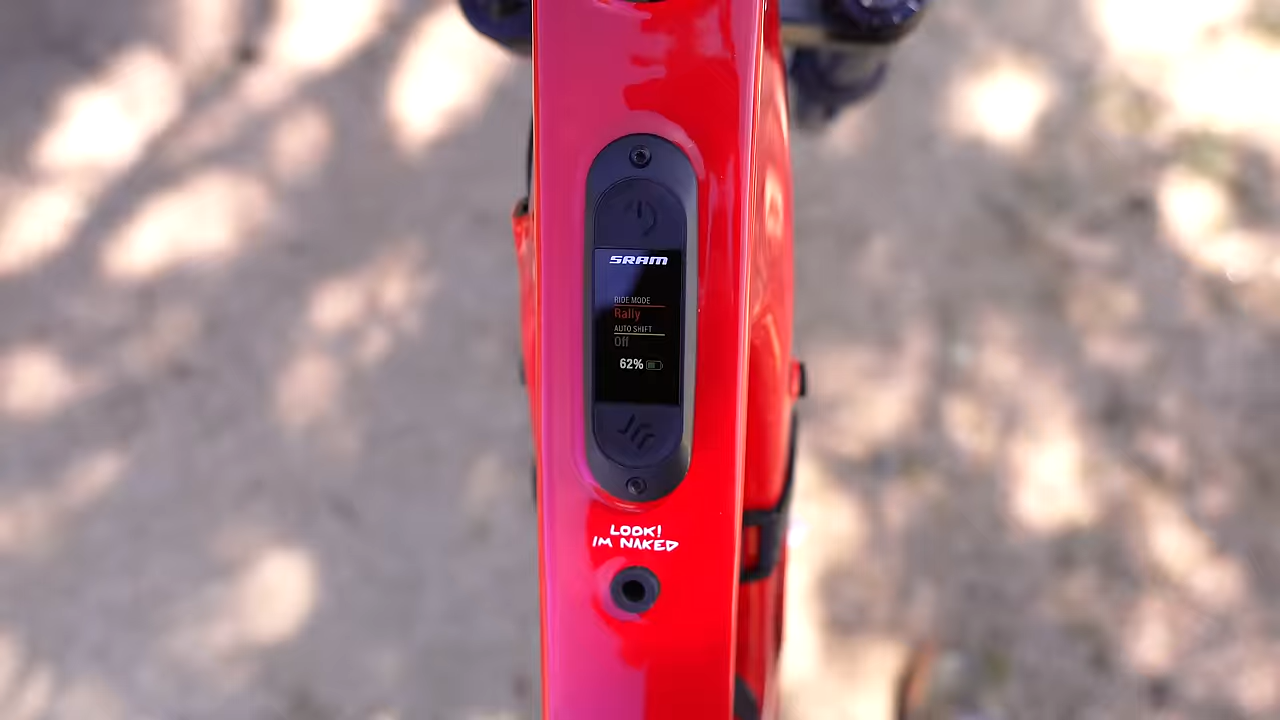 SRAM
RIDE MODE
Rally
AUTO SHIFT
Off
62%
LOOK!
IM NAKED